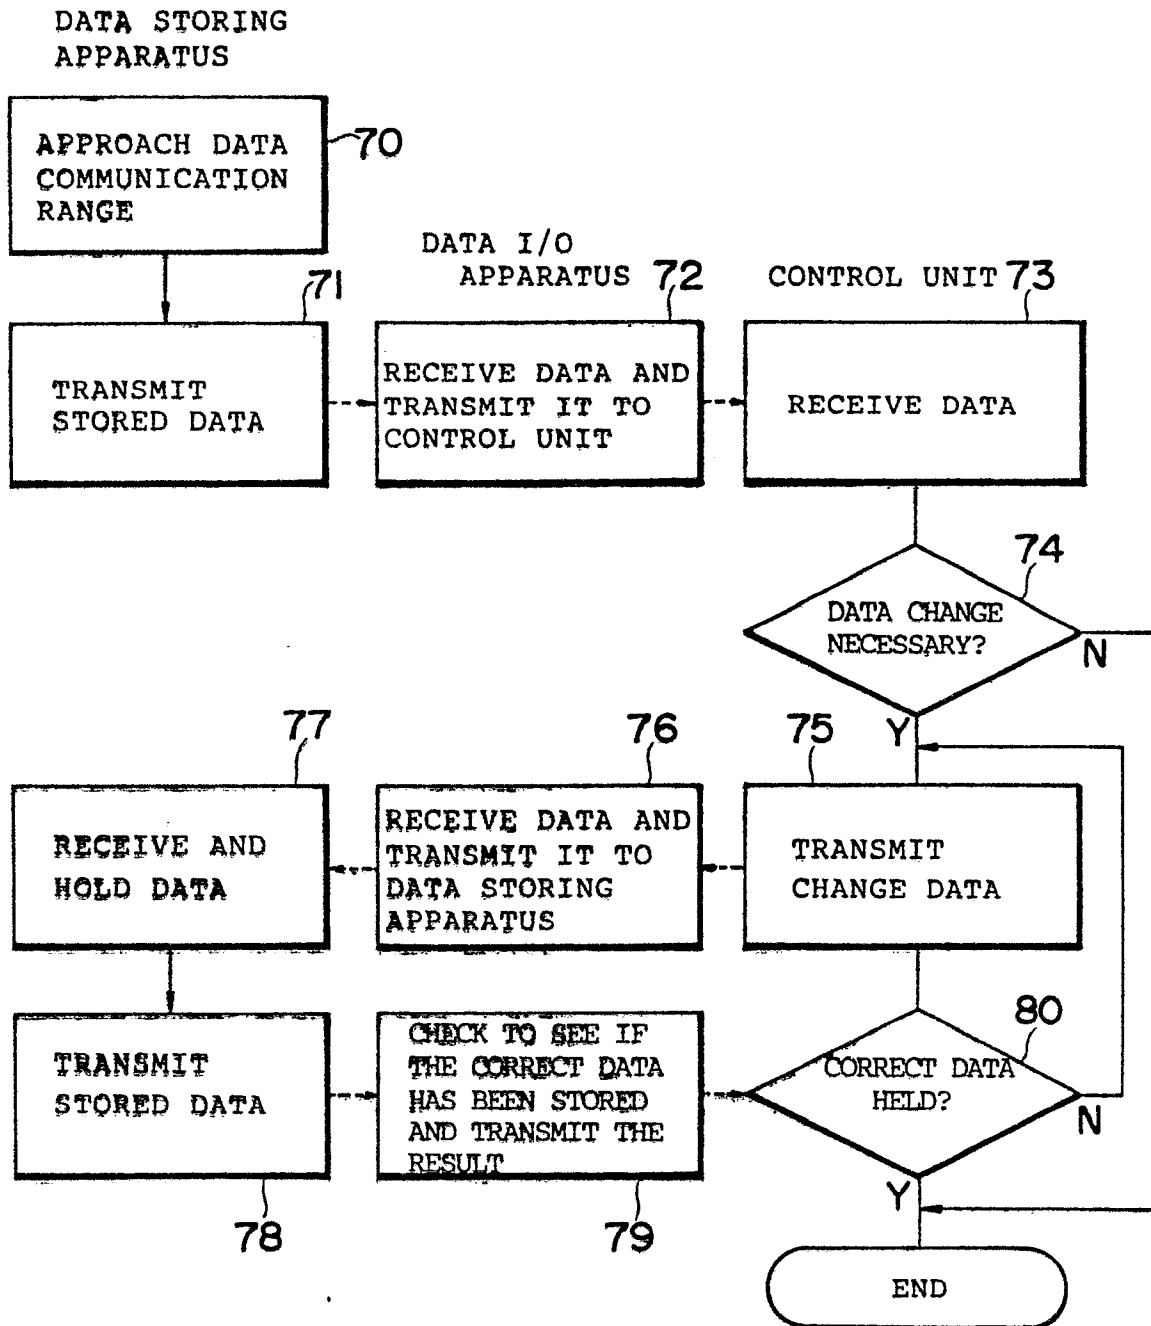 DATA STORING
APPARATUS
APPROACH DATA
COMMUNICATION
RANGE
70
DATA I/O
APPARATUS
72
CONTROL UNIT
73
71
TRANSMIT
STORED DATA
RECEIVE DATA AND
TRANSMIT IT TO
CONTROL UNIT
RECEIVE DATA
74
DATA CHANGE
NECESSARY?
N
Y
77
76
75
RECEIVE AND
HOLD DATA
RECEIVE DATA AND
TRANSMIT IT TO
DATA STORING
APPARATUS
TRANSMIT
CHANGE DATA
80
TRANSMIT
STORED DATA
CHECK TO SEE IF
THE CORRECT DATA
HAS BEEN STORED
AND TRANSMIT THE
RESULT
CORRECT DATA
HELD?
N
Y
78
79
END